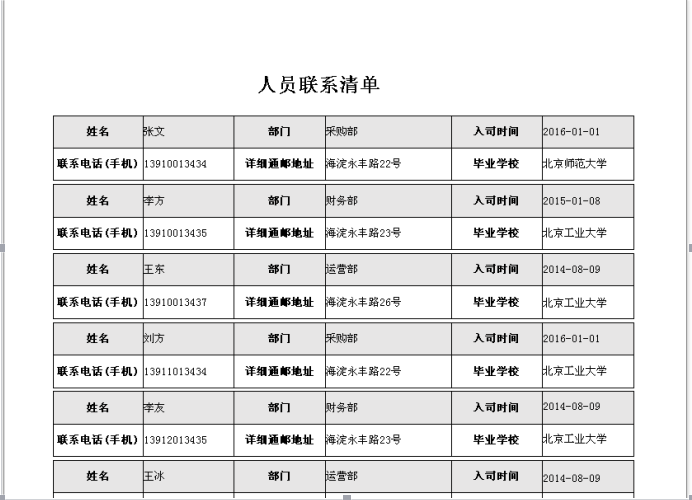 人员联系清单
姓名 张文 部门 采购部 入司时间 2016-01-01
联系电话(手机) 13910013434 详细通邮地址 海淀永丰路22号 毕业学校 北京师范大学
姓名 李方 部门 财务部 入司时间 2015-01-08
联系电话(手机) 13910013435 详细通邮地址 海淀永丰路23号 毕业学校 北京工业大学
姓名 王东 部门 运营部 入司时间 2014-08-09
联系电话(手机) 13910013437 详细通邮地址 海淀永丰路26号 毕业学校 北京工业大学
姓名 刘方 部门 采购部 入司时间 2016-01-01
联系电话(手机) 13911013434 详细通邮地址 海淀永丰路22号 毕业学校 北京工业大学
姓名 李友 部门 财务部 入司时间 2014-08-09
联系电话(手机) 13912013435 详细通邮地址 海淀永丰路23号 毕业学校 北京工业大学
姓名 王冰 部门 运营部 入司时间 2014-08-09